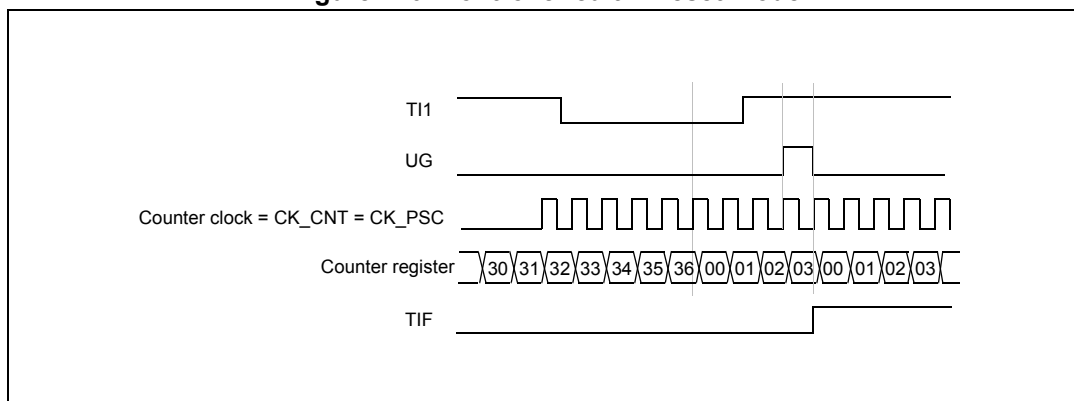 TI1
UG
Counter clock = CK_CNT = CK_PSC
Counter register 30 31 32 33 34 35 36 00 01 02 03 00 01 02 03
TIF